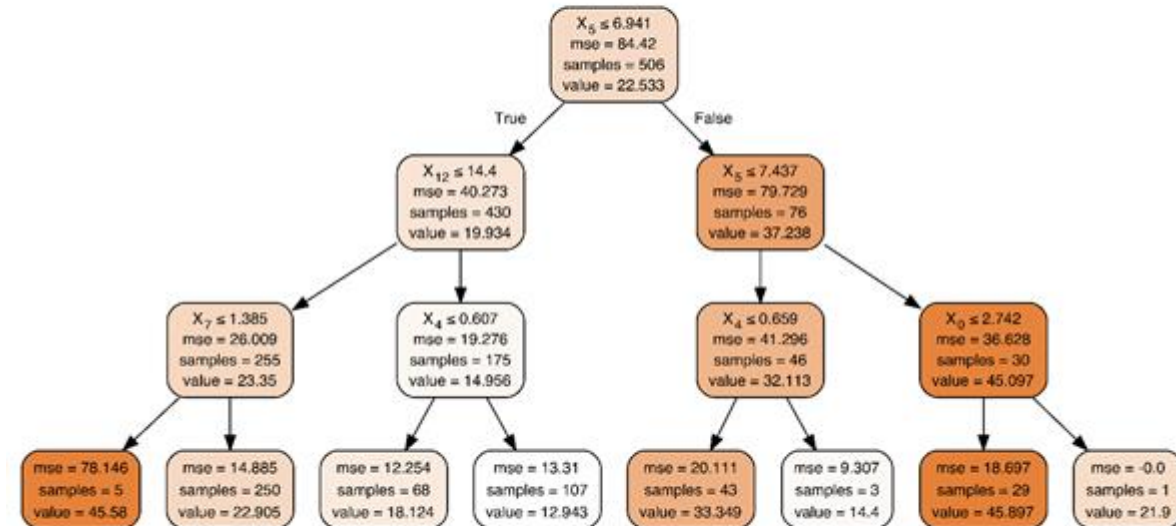 X5 ≤ 6.941
mse = 84.42
samples = 506
value = 22.533
True
False
X12 ≤ 14.4
mse = 40.273
samples = 430
value = 19.934
X5 ≤ 7.437
mse = 79.729
samples = 76
value = 37.238
X7 ≤ 1.385
mse = 26.009
samples = 255
value = 23.35
X4 ≤ 0.607
mse = 19.276
samples = 175
value = 14.956
X4 ≤ 0.659
mse = 41.296
samples = 46
value = 32.113
X0 ≤ 2.742
mse = 36.628
samples = 30
value = 45.097
mse = 78.146
samples = 5
value = 45.58
mse = 14.885
samples = 250
value = 22.905
mse = 12.254
samples = 68
value = 18.124
mse = 13.31
samples = 107
value = 12.943
mse = 20.111
samples = 43
value = 33.349
mse = 9.307
samples = 3
value = 14.4
mse = 18.697
samples = 29
value = 45.897
mse = -0.0
samples = 1
value = 21.9